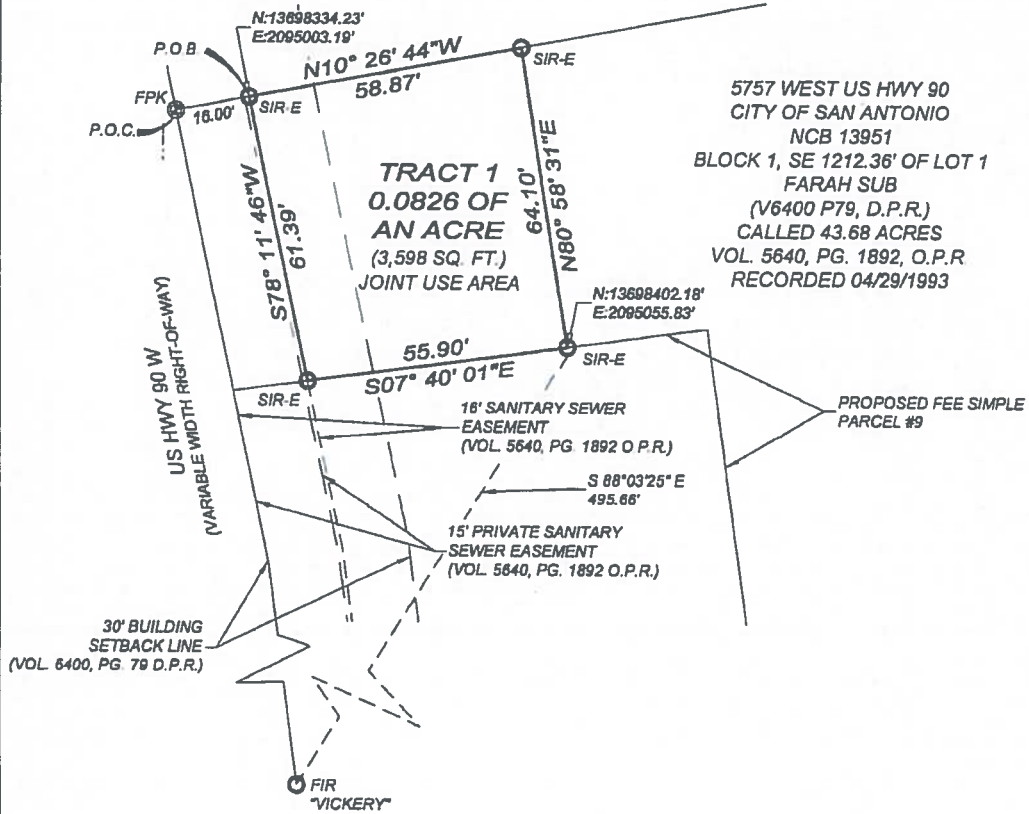 N:13698334.23'
E:2095003.19'
P.O.B.
N10° 26' 44"W
58.87'
SIR-E
FPK
16.00'
SIR-E
P.O.C.
5757 WEST US HWY 90
CITY OF SAN ANTONIO
NCB 13951
BLOCK 1, SE 1212.36' OF LOT 1
FARAH SUB
(V6400 P79, D.P.R.)
CALLED 43.68 ACRES
VOL. 5640, PG. 1892, O.P.R
RECORDED 04/29/1993
TRACT 1
0.0826 OF
AN ACRE
(3,598 SQ. FT.)
JOINT USE AREA
S78° 11' 46"W
61.39'
N80° 58' 31"E
64.10'
N:13698402.18'
E:2095055.83'
55.90'
S07° 40' 01"E
SIR-E
SIR-E
US HWY 90 W
(VARIABLE WIDTH RIGHT-OF-WAY)
16' SANITARY SEWER
EASEMENT
(VOL. 5640, PG. 1892 O.P.R.)
PROPOSED FEE SIMPLE
PARCEL #9
S 88°03'25" E
495.66'
15' PRIVATE SANITARY
SEWER EASEMENT
(VOL. 5640, PG. 1892 O.P.R.)
30' BUILDING
SETBACK LINE
(VOL. 6400, PG. 79 D.P.R.)
FIR
"VICKERY"